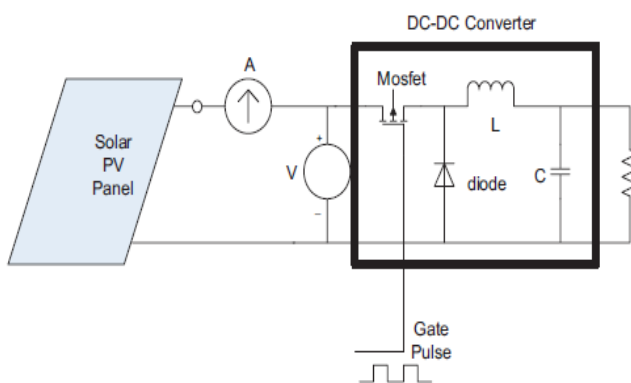 DC-DC Converter
A
Mosfet
Solar
PV
Panel
+
V
−
L
diode
C
Gate
Pulse